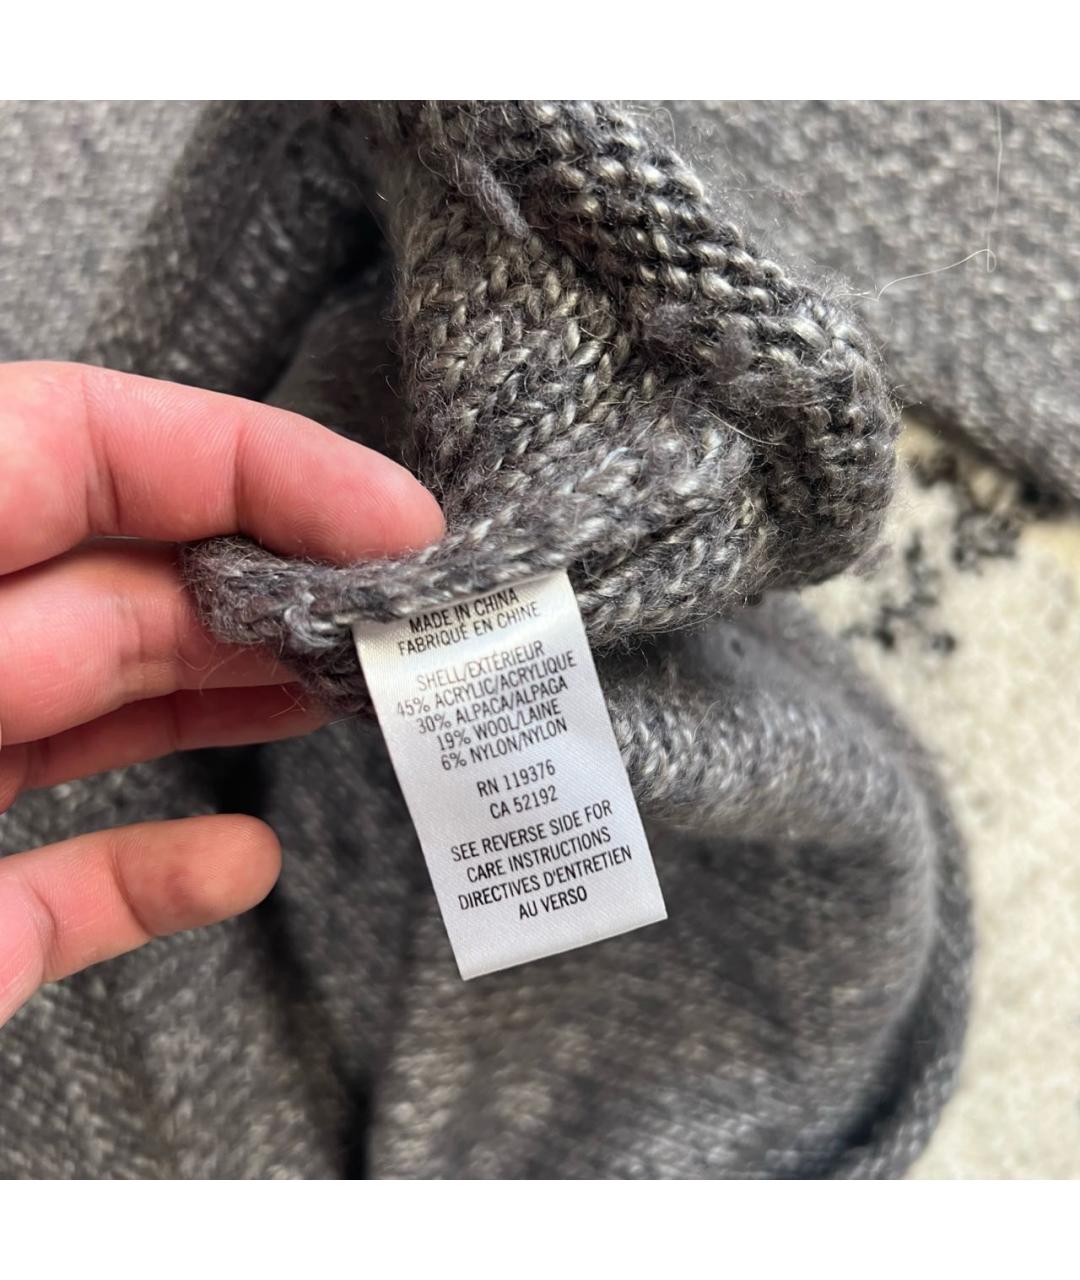 MADE IN CHINA
FABRIQUÉ EN CHINE
SHELL/EXTÉRIEUR
45% ACRYLIC/ACRYLIQUE
30% ALPACA/ALPAGA
19% WOOL/LAINE
6% NYLON/NYLON
RN 119376
CA 52192
SEE REVERSE SIDE FOR
CARE INSTRUCTIONS
DIRECTIVES D'ENTRETIEN
AU VERSO